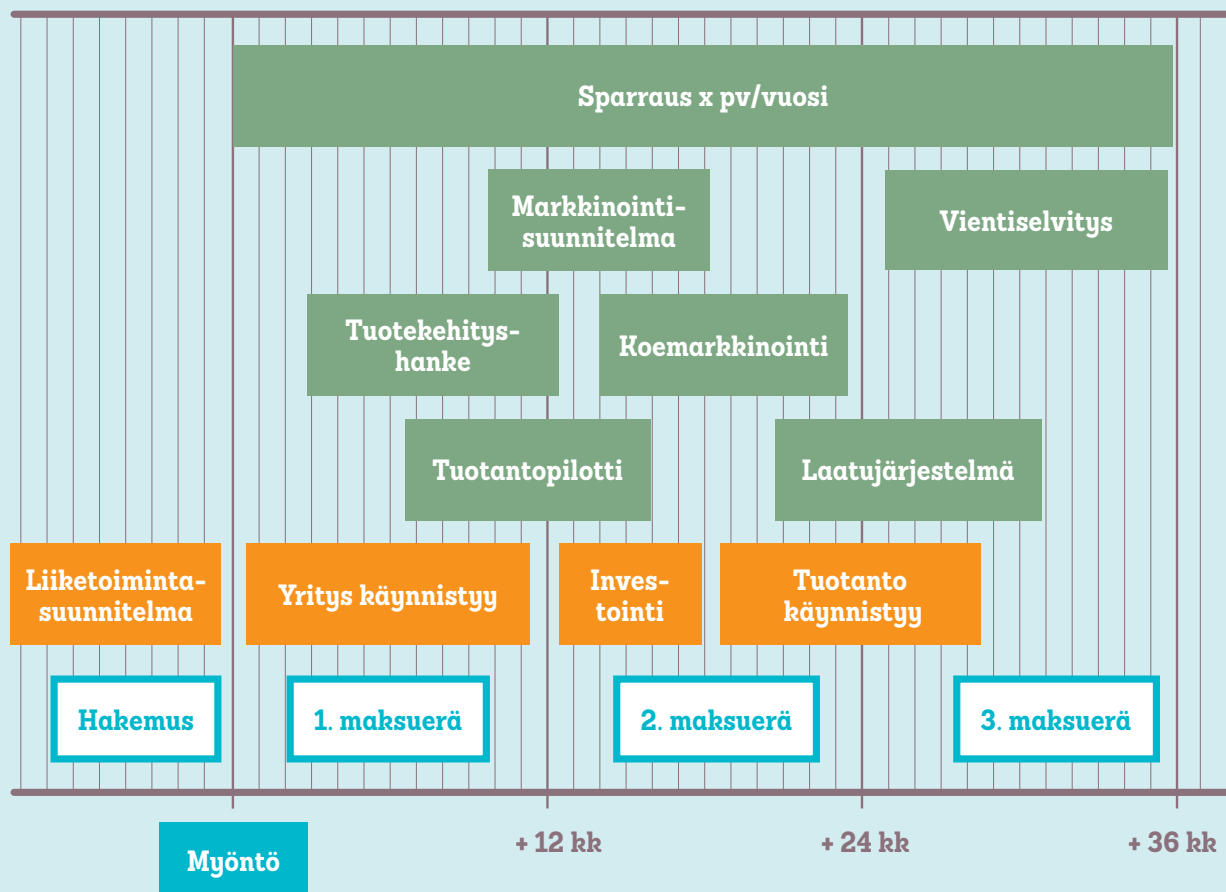 Sparraus x pv/vuosi
Markkinointi-
suunnitelma
Vientiselvitys
Tuotekehitys-
hanke
Koemarkkinointi
Tuotantopilotti
Laatujärjestelmä
Liiketoiminta-
suunnitelma
Yritys käynnistyy
Inves-
tointi
Tuotanto
käynnistyy
Hakemus
1. maksuerä
2. maksuerä
3. maksuerä
Myöntö
+ 12 kk
+ 24 kk
+ 36 kk